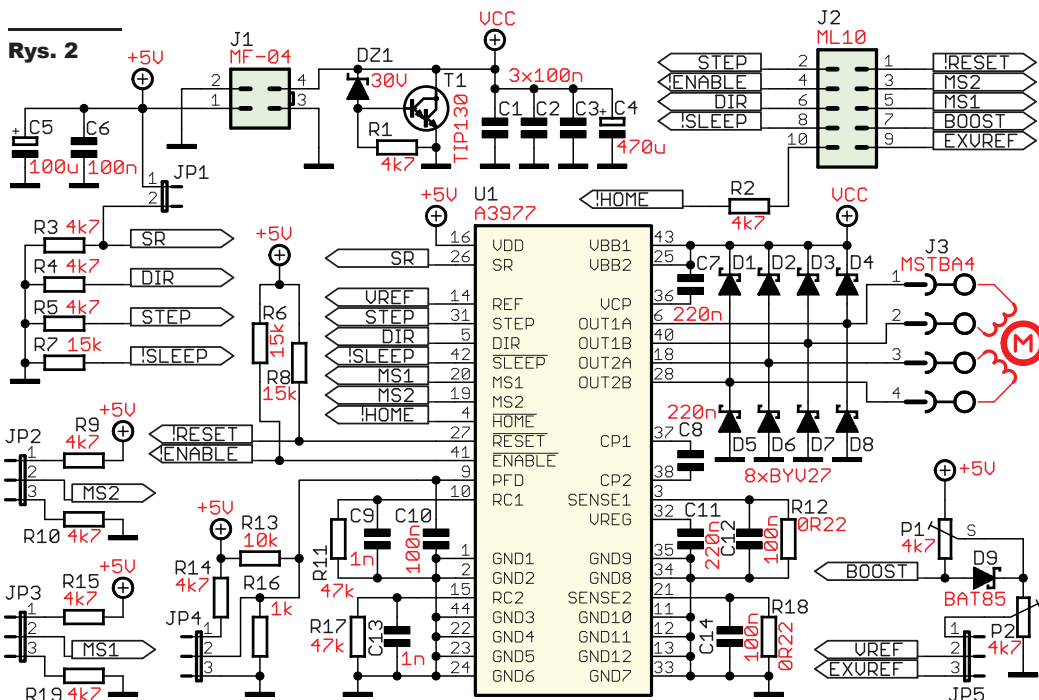 Rys. 2
J1
MF-04
+5V
2 4
1 3
DZ1
30V
T1
TIP130
R1
4k7
VCC
3x100n
C1 C2 C3 + C4
470u
J2
ML10
STEP 2 1 !RESET
!ENABLE 4 3 MS2
DIR 6 5 MS1
!SLEEP 8 7 BOOST
10 9 EXVREF
+ C5 C6
100u 100n
JP1
1
2
R3 4k7 SR
R4 4k7 DIR
R5 4k7 STEP
R7 15k !SLEEP
+5V
R6
15k
R8
15k
!HOME
R2
4k7
+5V
U1
A3977
16 VDD
26 SR
14 REF
31 STEP
5 DIR
42 SLEEP
20 MS1
19 MS2
4 HOME
27 RESET
41 ENABLE
9 PFD
10 RC1
1 GND1
2 GND2
15 RC2
44 GND3
22 GND4
23 GND5
24 GND6
VBB1 43
VBB2 25
VCP 36
OUT1A 6
OUT1B 40
OUT2A 18
OUT2B 28
CP1 37
CP2 38
SENSE1 3
VREG 32
GND9 35
GND8 34
SENSE2 21
GND10 11
GND11 12
GND12 13
GND7 33
SR
VREF
STEP
DIR
!SLEEP
MS1
MS2
!HOME
!RESET
!ENABLE
VCC
C7
220n
D1 D2 D3 D4
J3
MSTBA4
1
2
3
4
M
220n
C8
D5 D6 D7 D8
8xBYV27
JP2
1
2
3
R9
4k7
+5V
MS2
R10
4k7
JP3
1
2
3
R15
4k7
+5V
MS1
R19 4k7
+5V
R13
10k
R14
4k7
R16
1k
JP4
1
2
3
R11
47k
C9
1n
C10
100n
R17
47k
C13
1n
C11
220n
C12
100n
R12
0R22
C14
100n
R18
0R22
+5V
P1
4k7
S
BOOST
D9
BAT85
P2
4k7
VREF
EXVREF
1
2
3
JP5